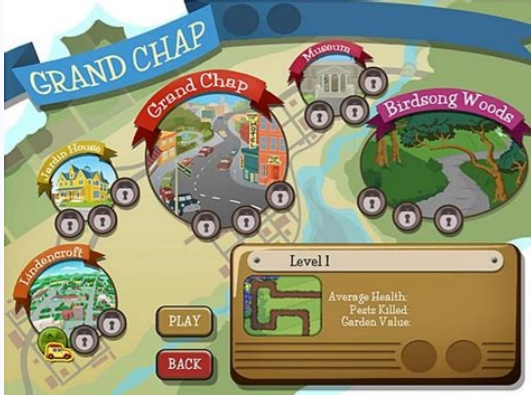 GRAND CHAP
Museum
Grand Chap
Birdsong Woods
Jardin House
Lindencroft
Level 1
Average Health:
Pests Killed:
Garden Value:
PLAY
BACK